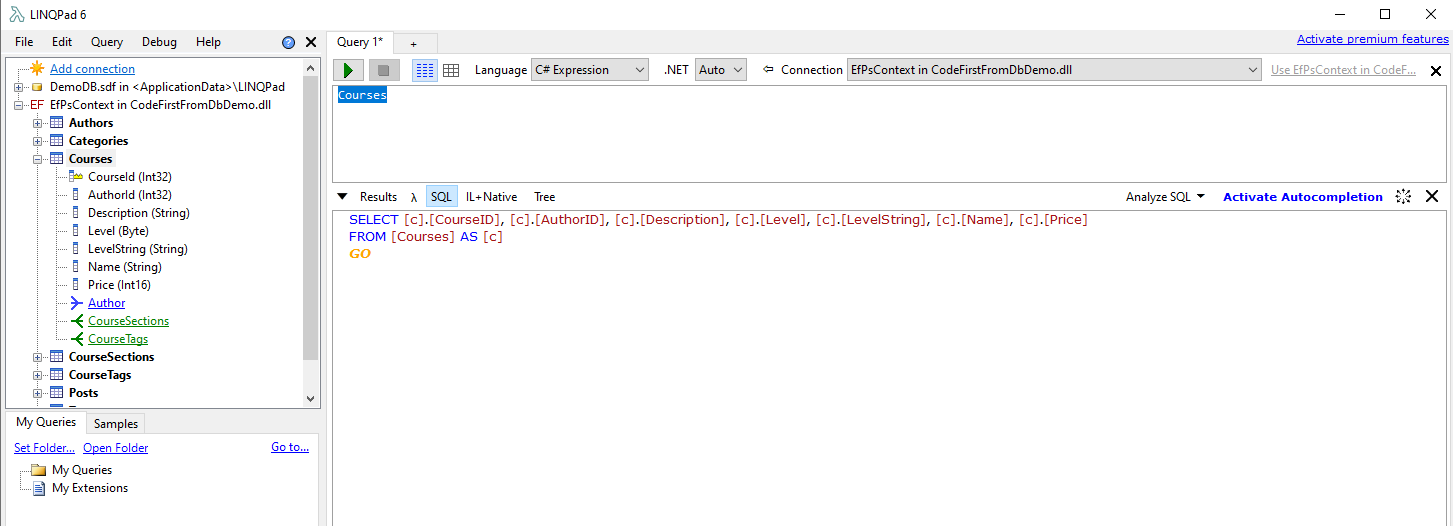 LINQPad 6
File Edit Query Debug Help
Add connection
DemoDB.sdf in <ApplicationData>\LINQPad
EfPsContext in CodeFirstFromDbDemo.dll
Authors
Categories
Courses
CourseId (Int32)
AuthorId (Int32)
Description (String)
Level (Byte)
LevelString (String)
Name (String)
Price (Int16)
Author
CourseSections
CourseTags
CourseSections
CourseTags
Posts
My Queries Samples
Set Folder... Open Folder Go to...
My Queries
My Extensions
Query 1* +
Activate premium features
Language C# Expression .NET Auto Connection EfPsContext in CodeFirstFromDbDemo.dll Use EfPsContext in CodeF...
Courses
Results λ SQL IL+Native Tree Analyze SQL Activate Autocompletion
SELECT [c].[CourseID], [c].[AuthorID], [c].[Description], [c].[Level], [c].[LevelString], [c].[Name], [c].[Price]
FROM [Courses] AS [c]
GO